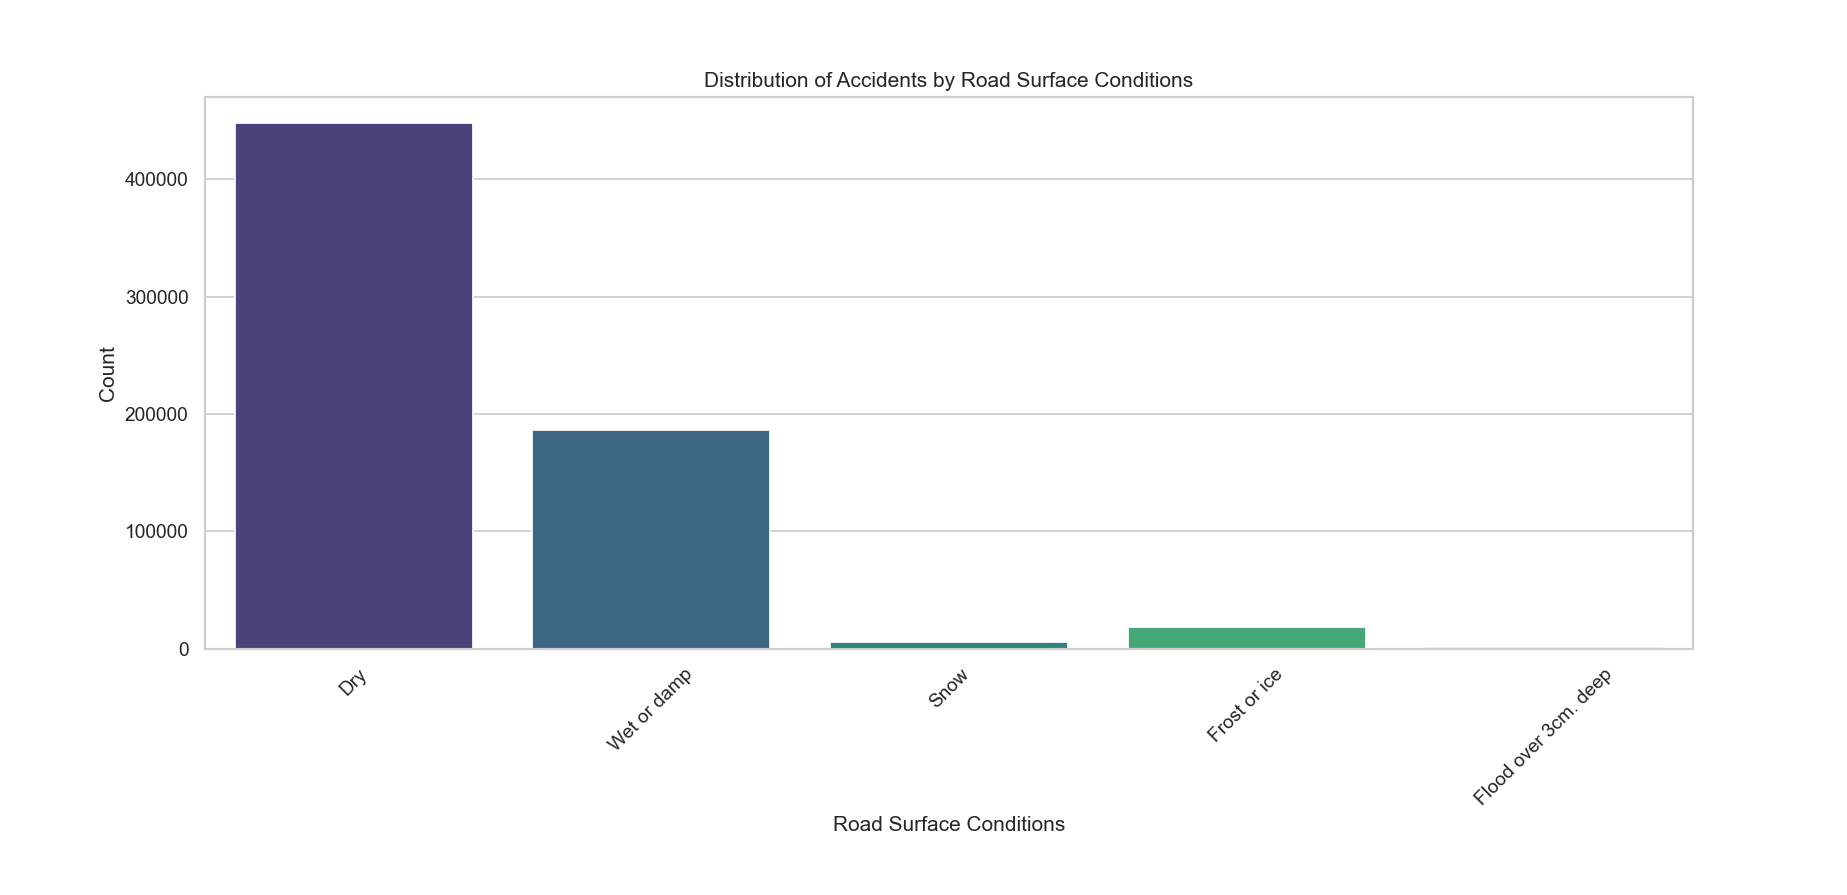 Distribution of Accidents by Road Surface Conditions
Count
400000
300000
200000
100000
0
Dry
Wet or damp
Snow
Frost or ice
Flood over 3cm. deep
Road Surface Conditions